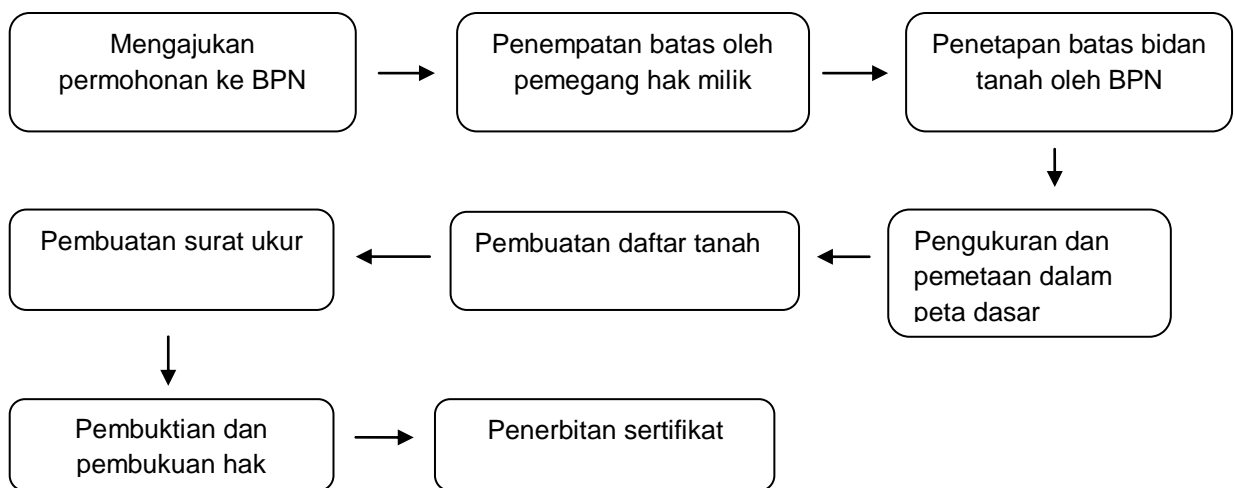 Mengajukan
permohonan ke BPN
Penempatan batas oleh
pemegang hak milik
Penetapan batas bidan
tanah oleh BPN
Pengukuran dan
pemetaan dalam
peta dasar
Pembuatan daftar tanah
Pembuatan surat ukur
Pembuktian dan
pembukuan hak
Penerbitan sertifikat